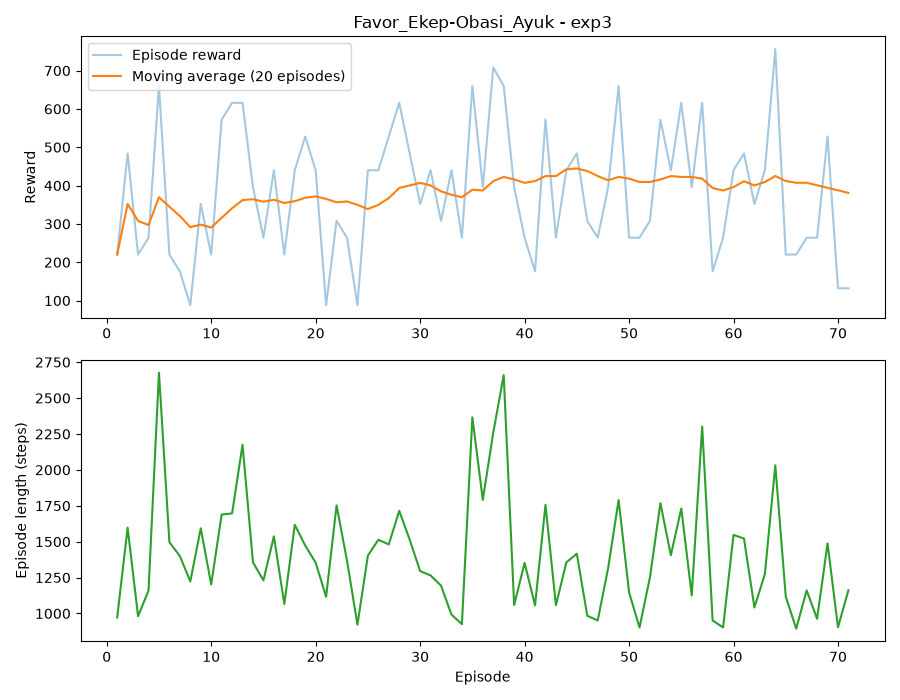 Favor_Ekep-Obasi_Ayuk - exp3
Episode reward
Moving average (20 episodes)
Reward
700
600
500
400
300
200
100
0 10 20 30 40 50 60 70
Episode length (steps)
2750
2500
2250
2000
1750
1500
1250
1000
0 10 20 30 40 50 60 70
Episode